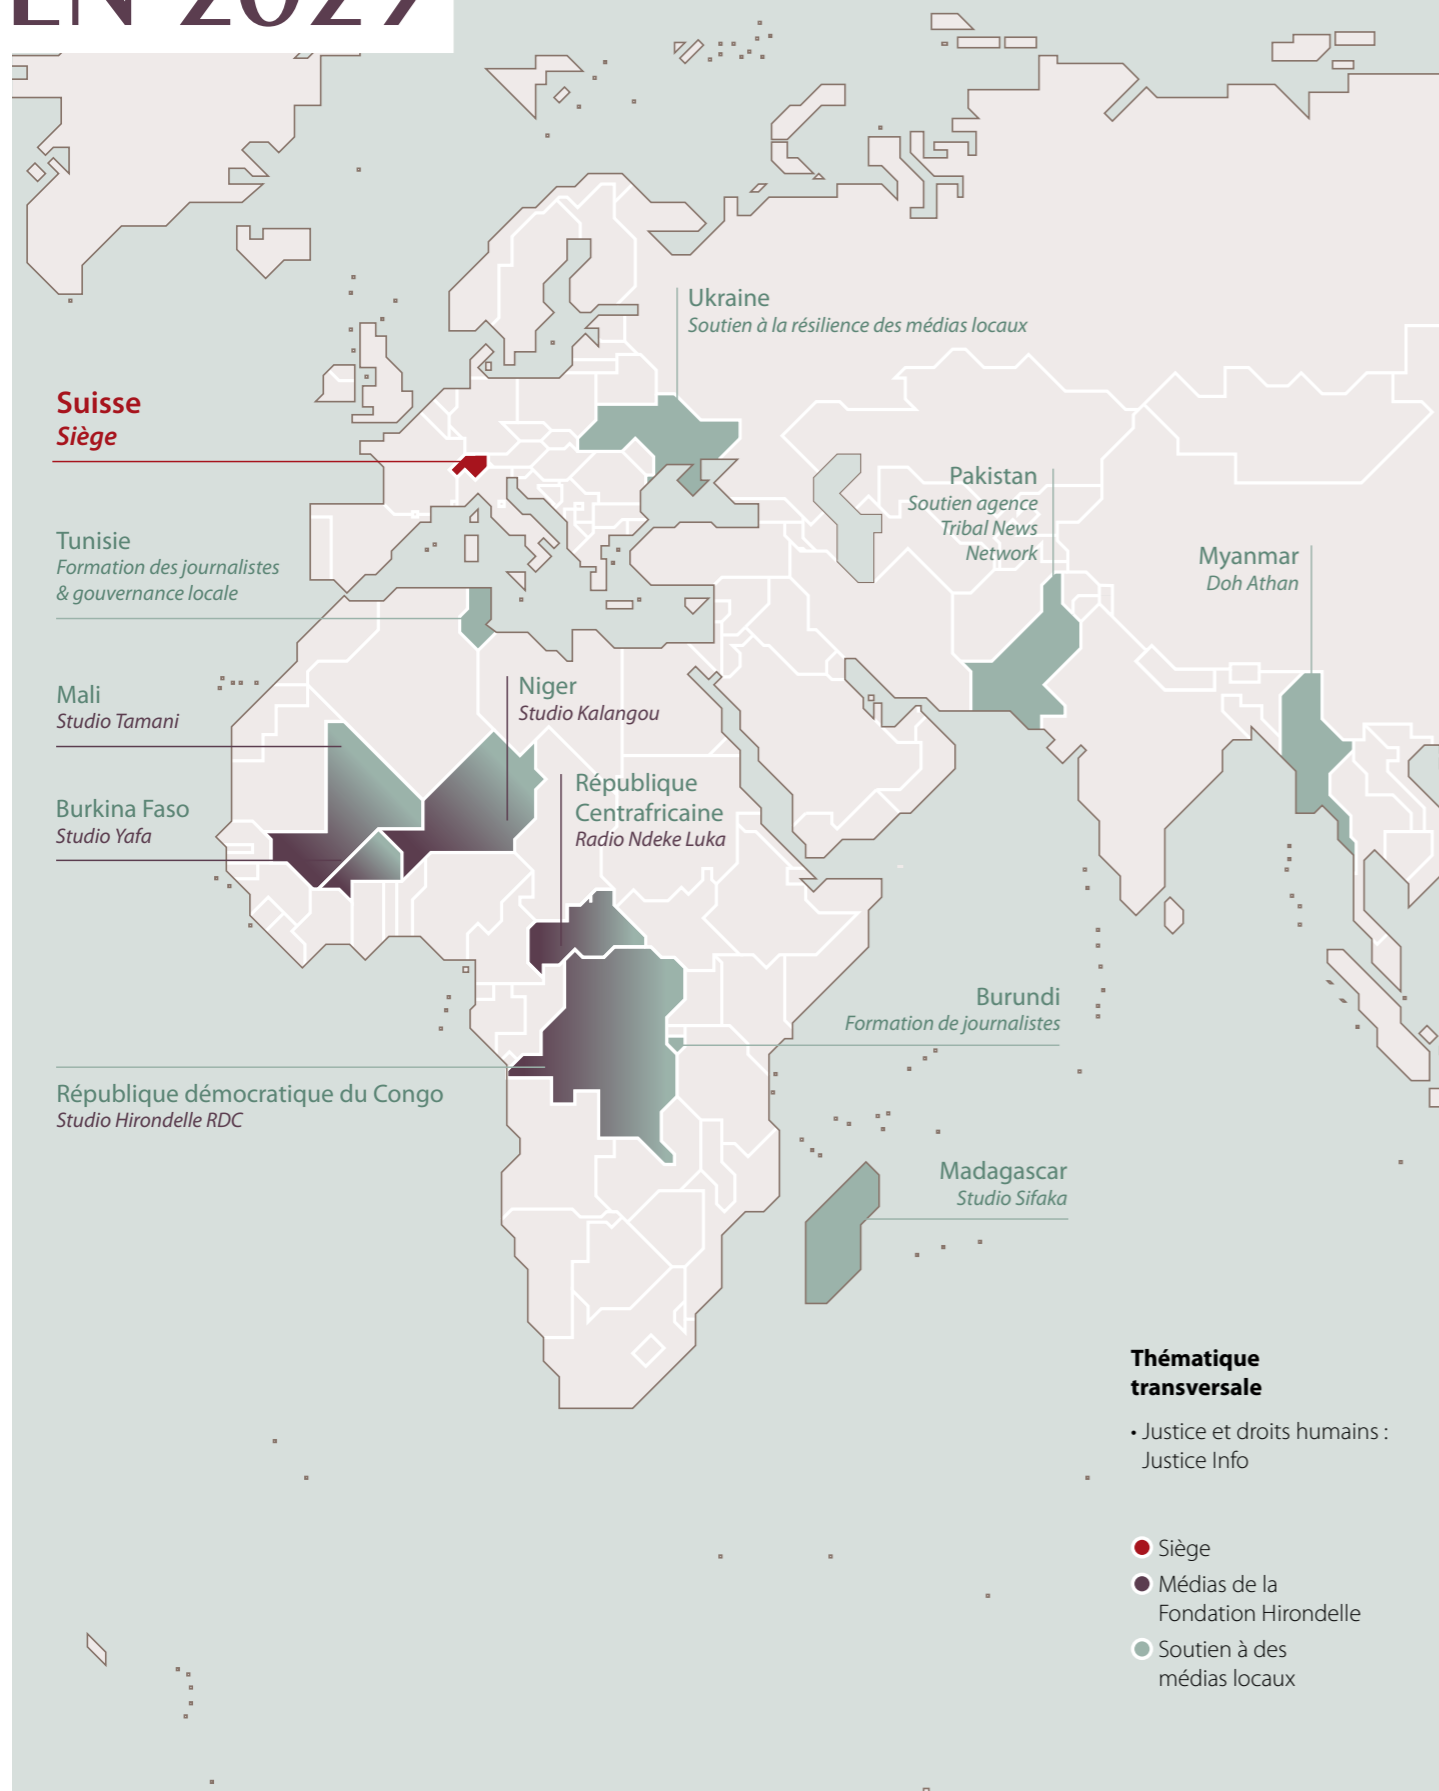 EN 2029
Ukraine
Soutien à la résilience des médias locaux
Suisse
Siège
Pakistan
Soutien agence
Tribal News
Network
Myanmar
Doh Athan
Tunisie
Formation des journalistes
& gouvernance locale
Mali
Studio Tamani
Niger
Studio Kalangou
Burkina Faso
Studio Yafa
République
Centrafricaine
Radio Ndeke Luka
Burundi
Formation de journalistes
République démocratique du Congo
Studio Hirondelle RDC
Madagascar
Studio Sifaka
Thématique
transversale
• Justice et droits humains :
Justice Info
Siège
Médias de la
Fondation Hirondelle
Soutien à des
médias locaux